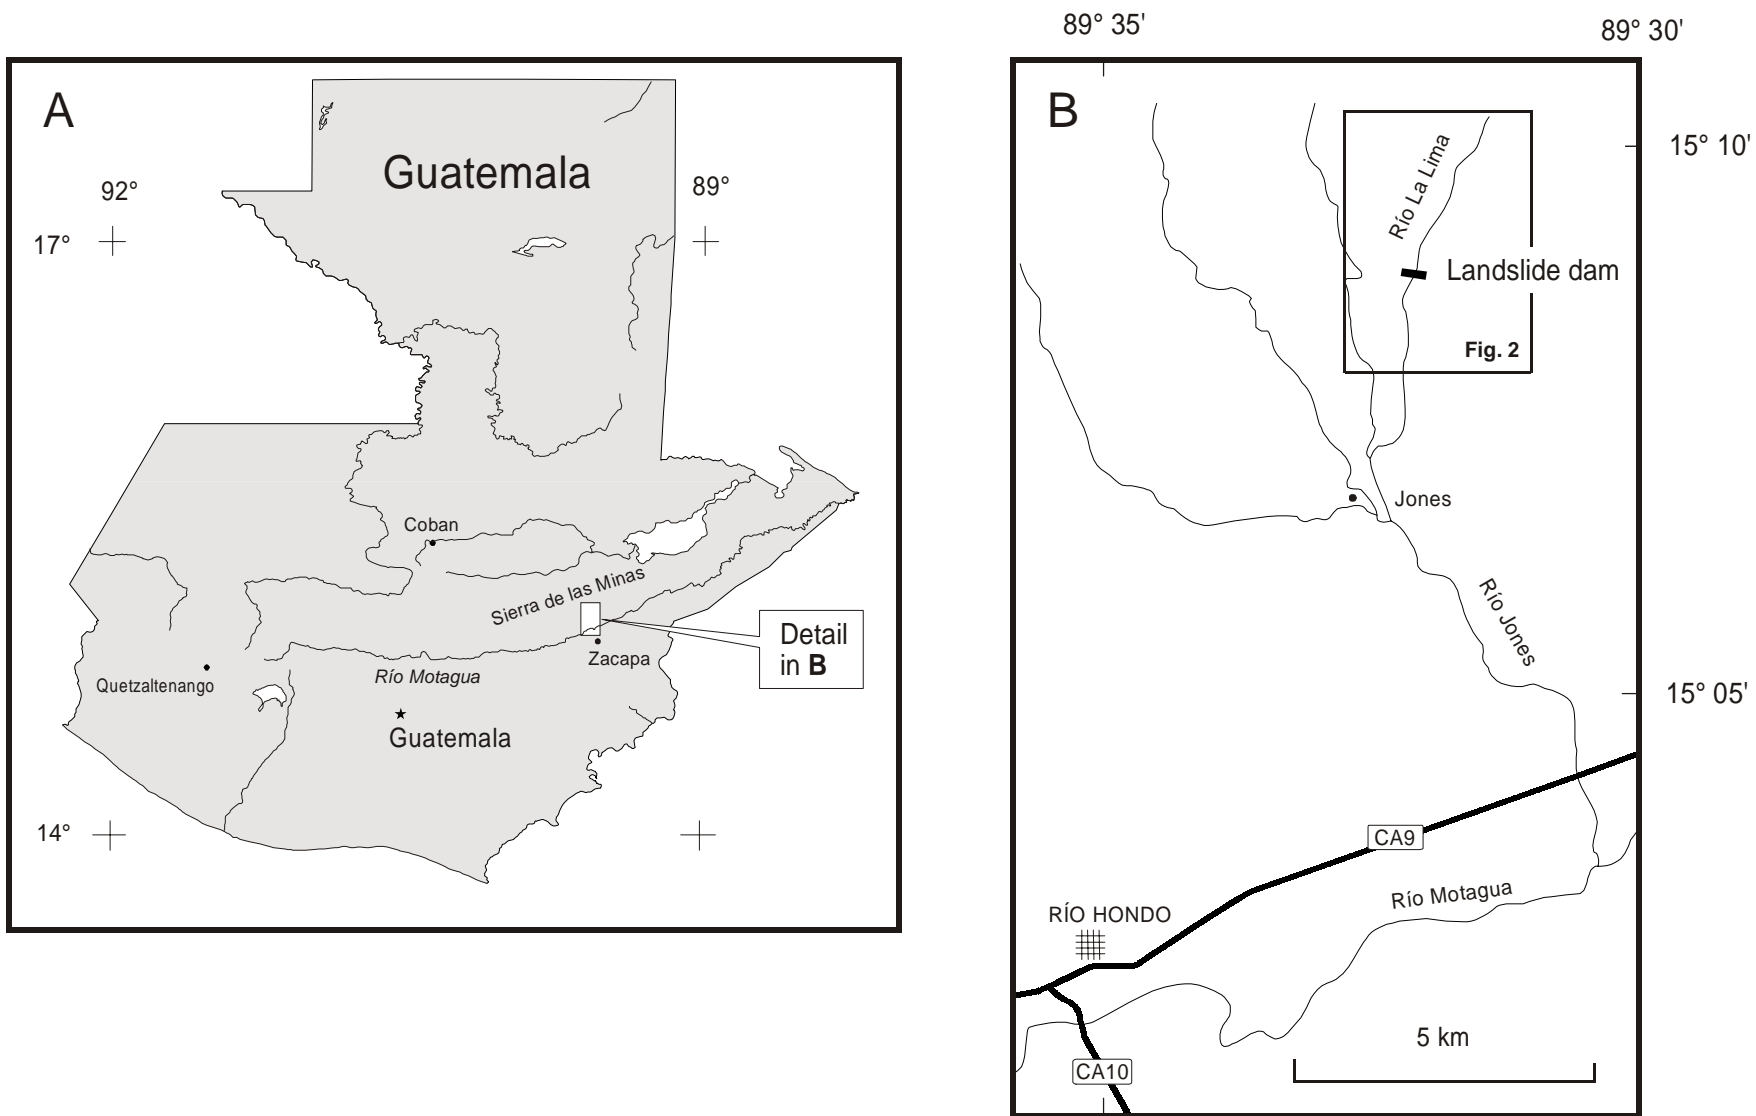 A
Guatemala
92°
89°
17°
Coban
Sierra de las Minas
Detail
in B
Zacapa
Río Motagua
Quetzaltenango
Guatemala
14°
89° 35'
89° 30'
B
15° 10'
Río La Lima
Landslide dam
Fig. 2
Jones
Río Jones
15° 05'
CA9
Río Motagua
RÍO HONDO
5 km
CA10